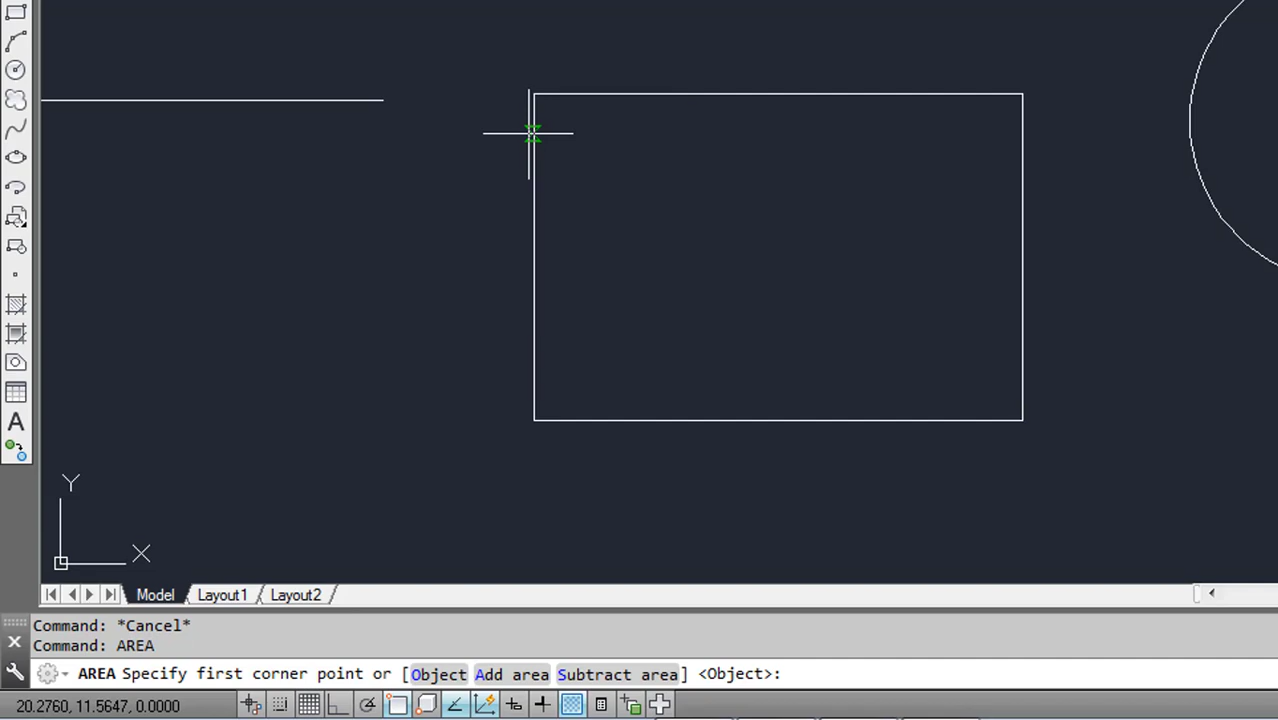 A
Y
X
Model Layout1 Layout2
Command: *Cancel*
Command: AREA
AREA Specify first corner point or [Object Add area Subtract area] <Object>:
20.2760, 11.5647, 0.0000